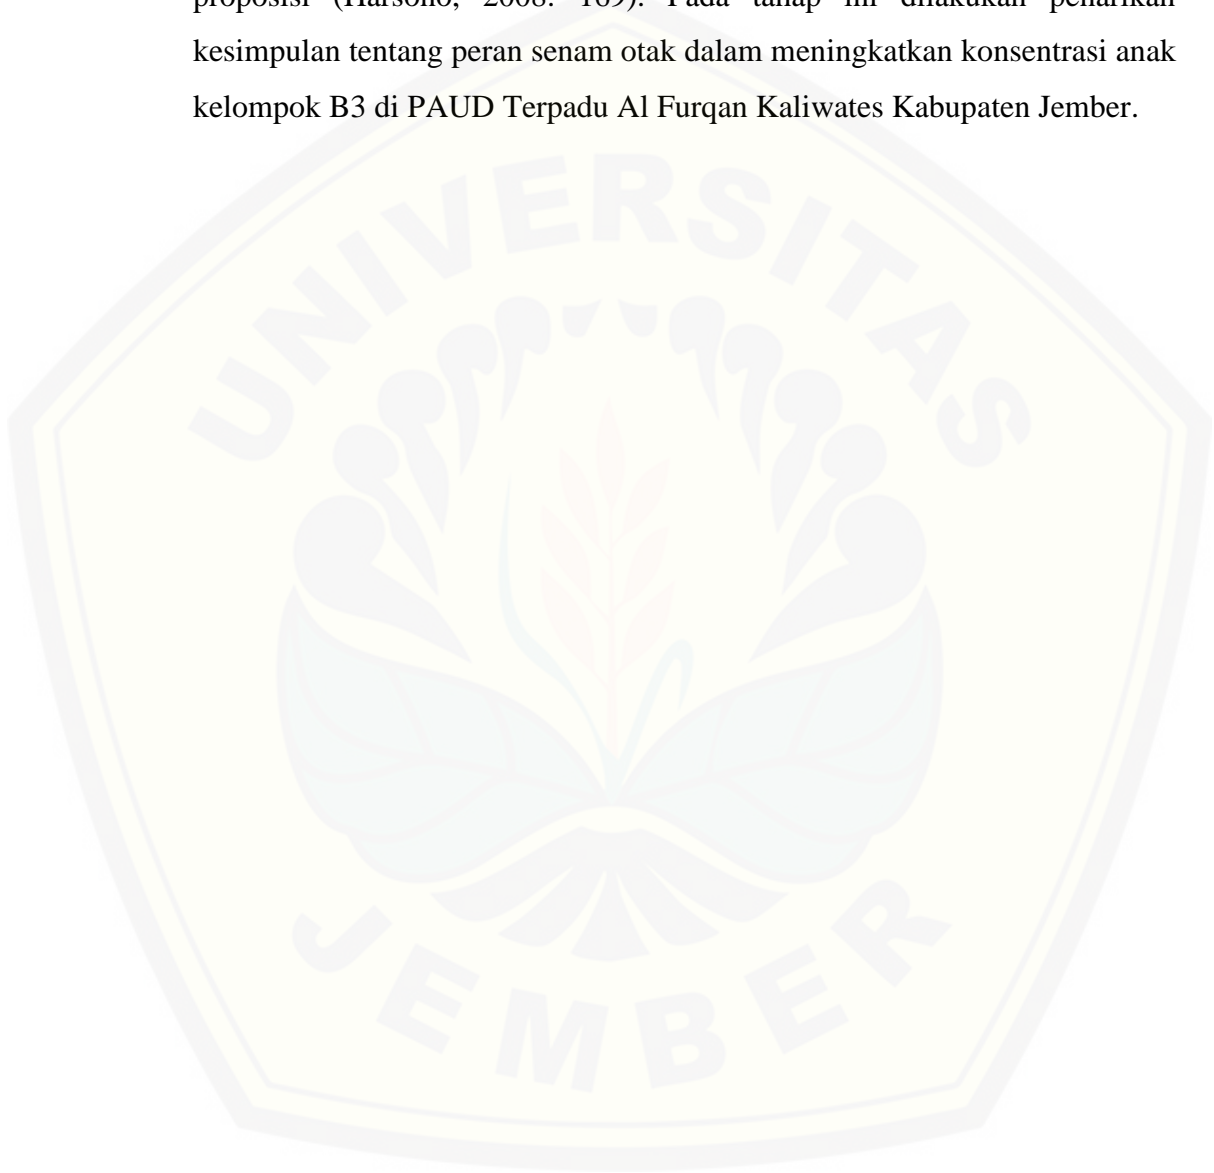 proposisi (Harsono, 2008: 169). Pada tahap ini dilakukan penarikan
kesimpulan tentang peran senam otak dalam meningkatkan konsentrasi anak
kelompok B3 di PAUD Terpadu Al Furqan Kaliwates Kabupaten Jember.
UNIVERSITAS
JEMBER